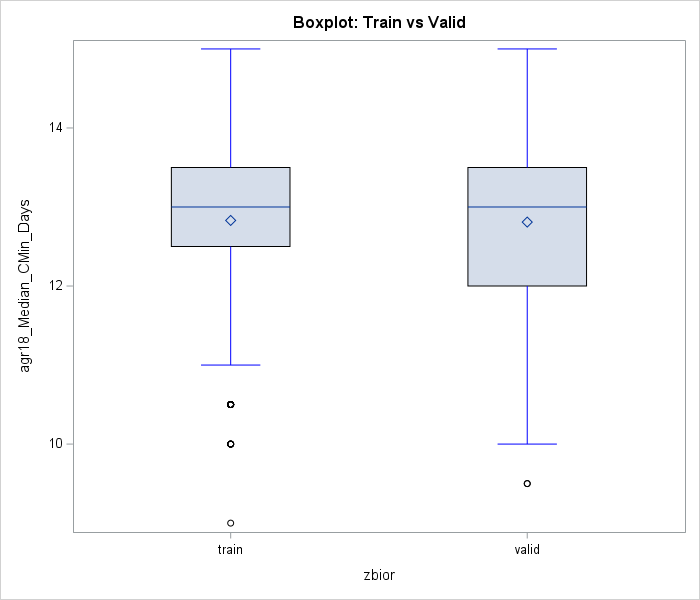 Boxplot: Train vs Valid
agr18_Median_CMin_Days
14
12
10
train
valid
zbior